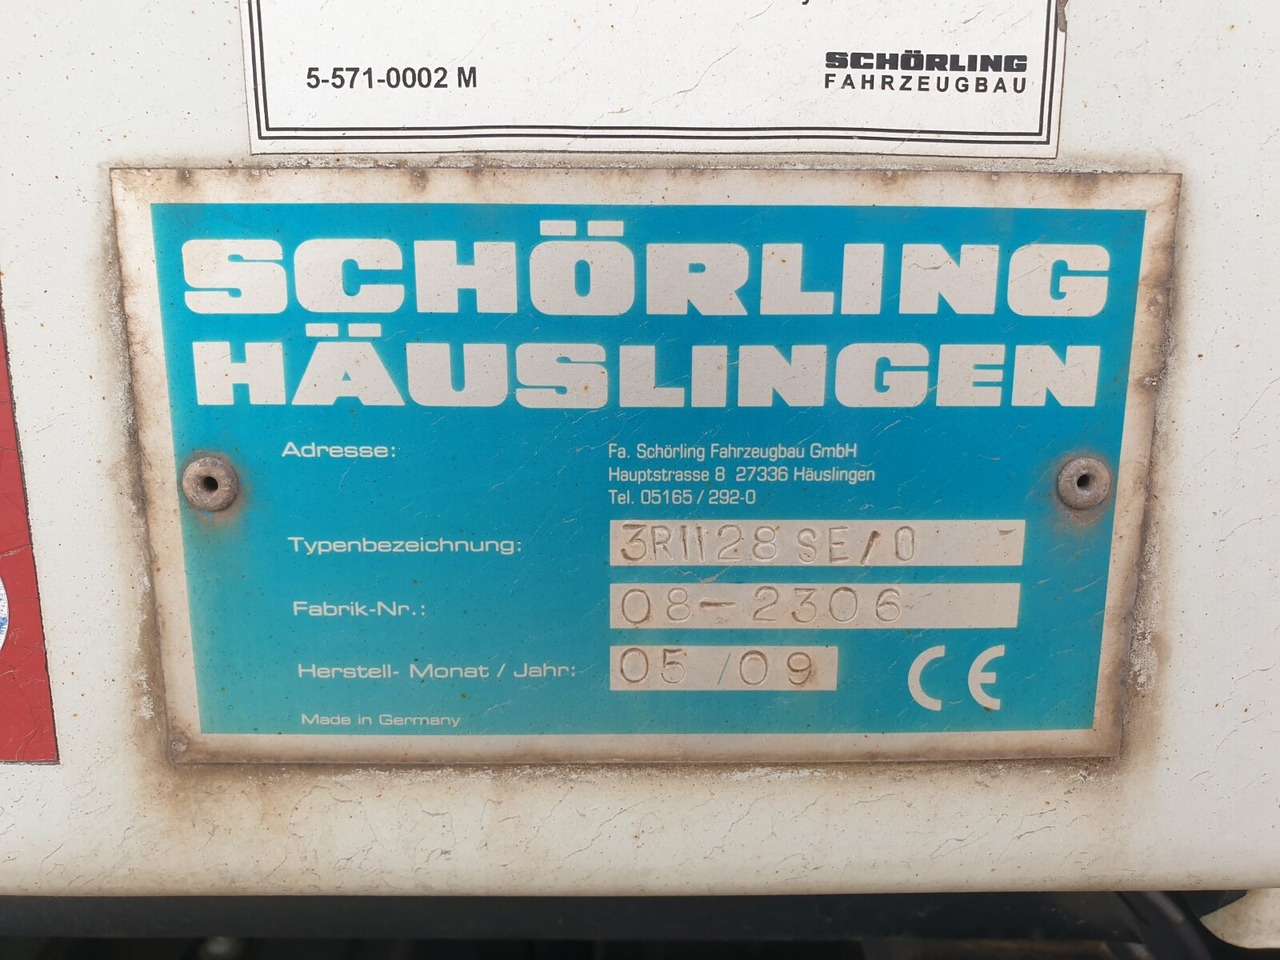 5-571-0002 M
SCHÖRLING
FAHRZEUGBAU
SCHÖRLING
HÄUSLINGEN
Adresse: Fa. Schörling Fahrzeugbau GmbH
Hauptstrasse 8 27336 Häuslingen
Tel. 05165 / 292-0
Typenbezeichnung: 3R1128 SE/0 -
Fabrik-Nr.: 08-2306
Herstell- Monat / Jahr: 05 / 09
CE
Made in Germany